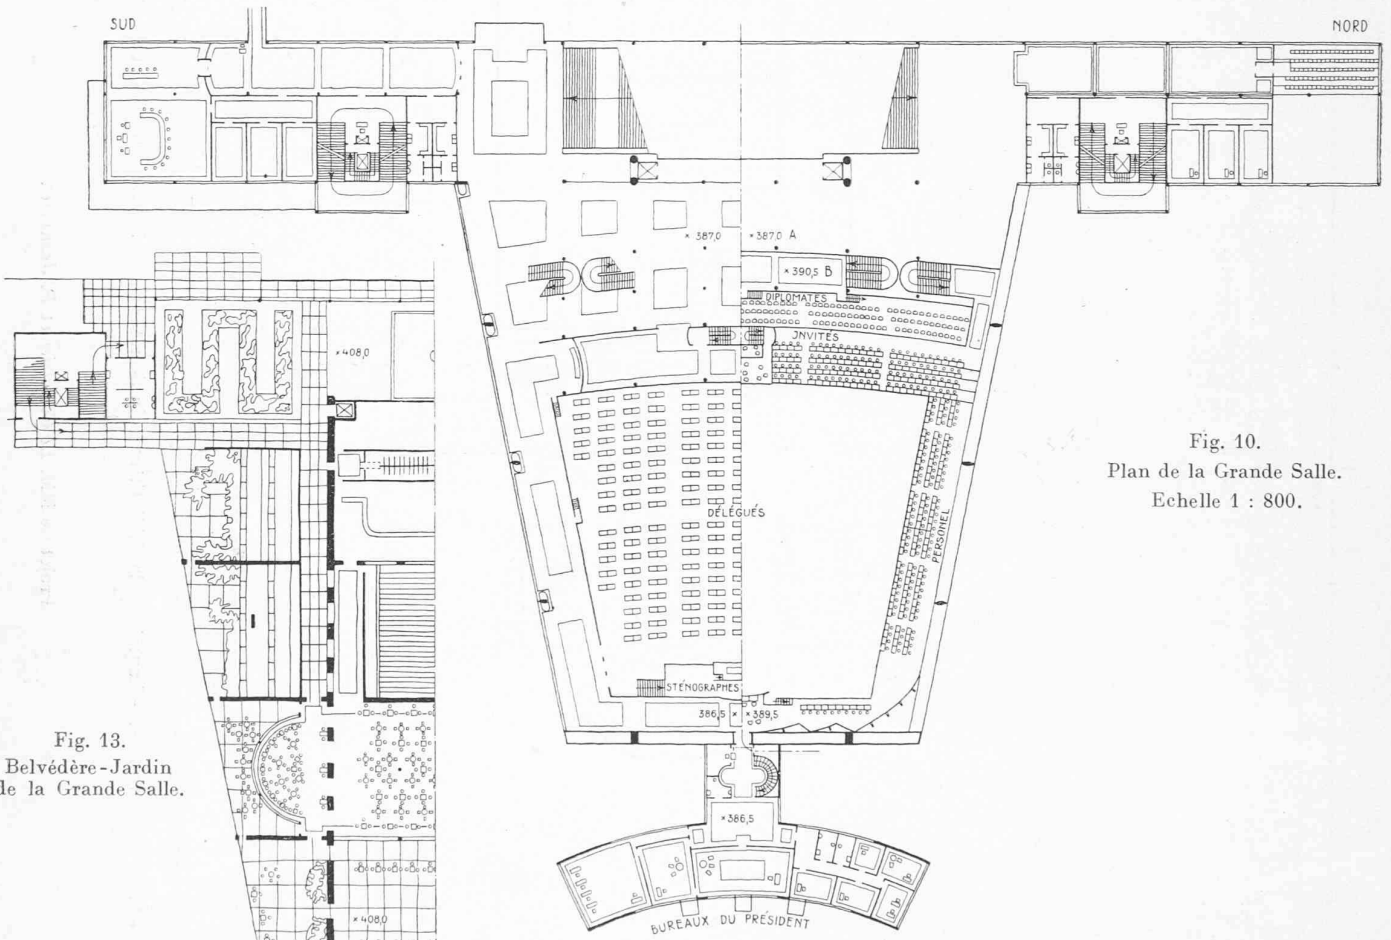 SUD
NORD
× 387,0
× 387,0 A
× 390,5 B
DIPLOMATES
JNVITÉS
× 408,0
Fig. 10.
Plan de la Grande Salle.
Echelle 1 : 800.
DÉLÉGUÉS
PERSONEL
STÉNOGRAPHES
386,5 ×
× 389,5
Fig. 13.
Belvédère-Jardin
de la Grande Salle.
× 386,5
× 408,0
BUREAUX DU PRÉSIDENT